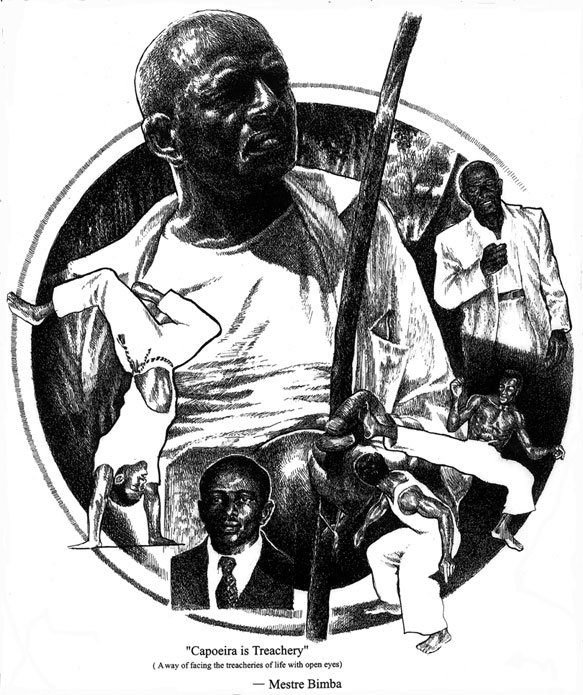 "Capoeira is Treachery"
( A way of facing the treacheries of life with open eyes)
— Mestre Bimba